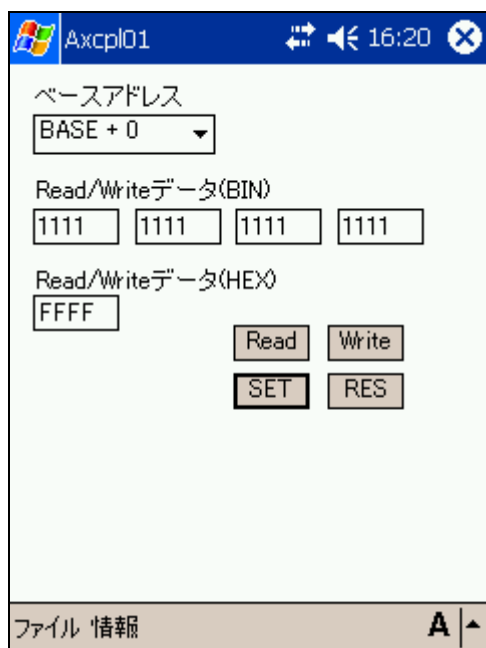 Axcpl01 16:20
ベースアドレス
BASE + 0
Read/Writeデータ(BIN)
1111 1111 1111 1111
Read/Writeデータ(HEX)
FFFF
Read Write
SET RES
ファイル 情報 A